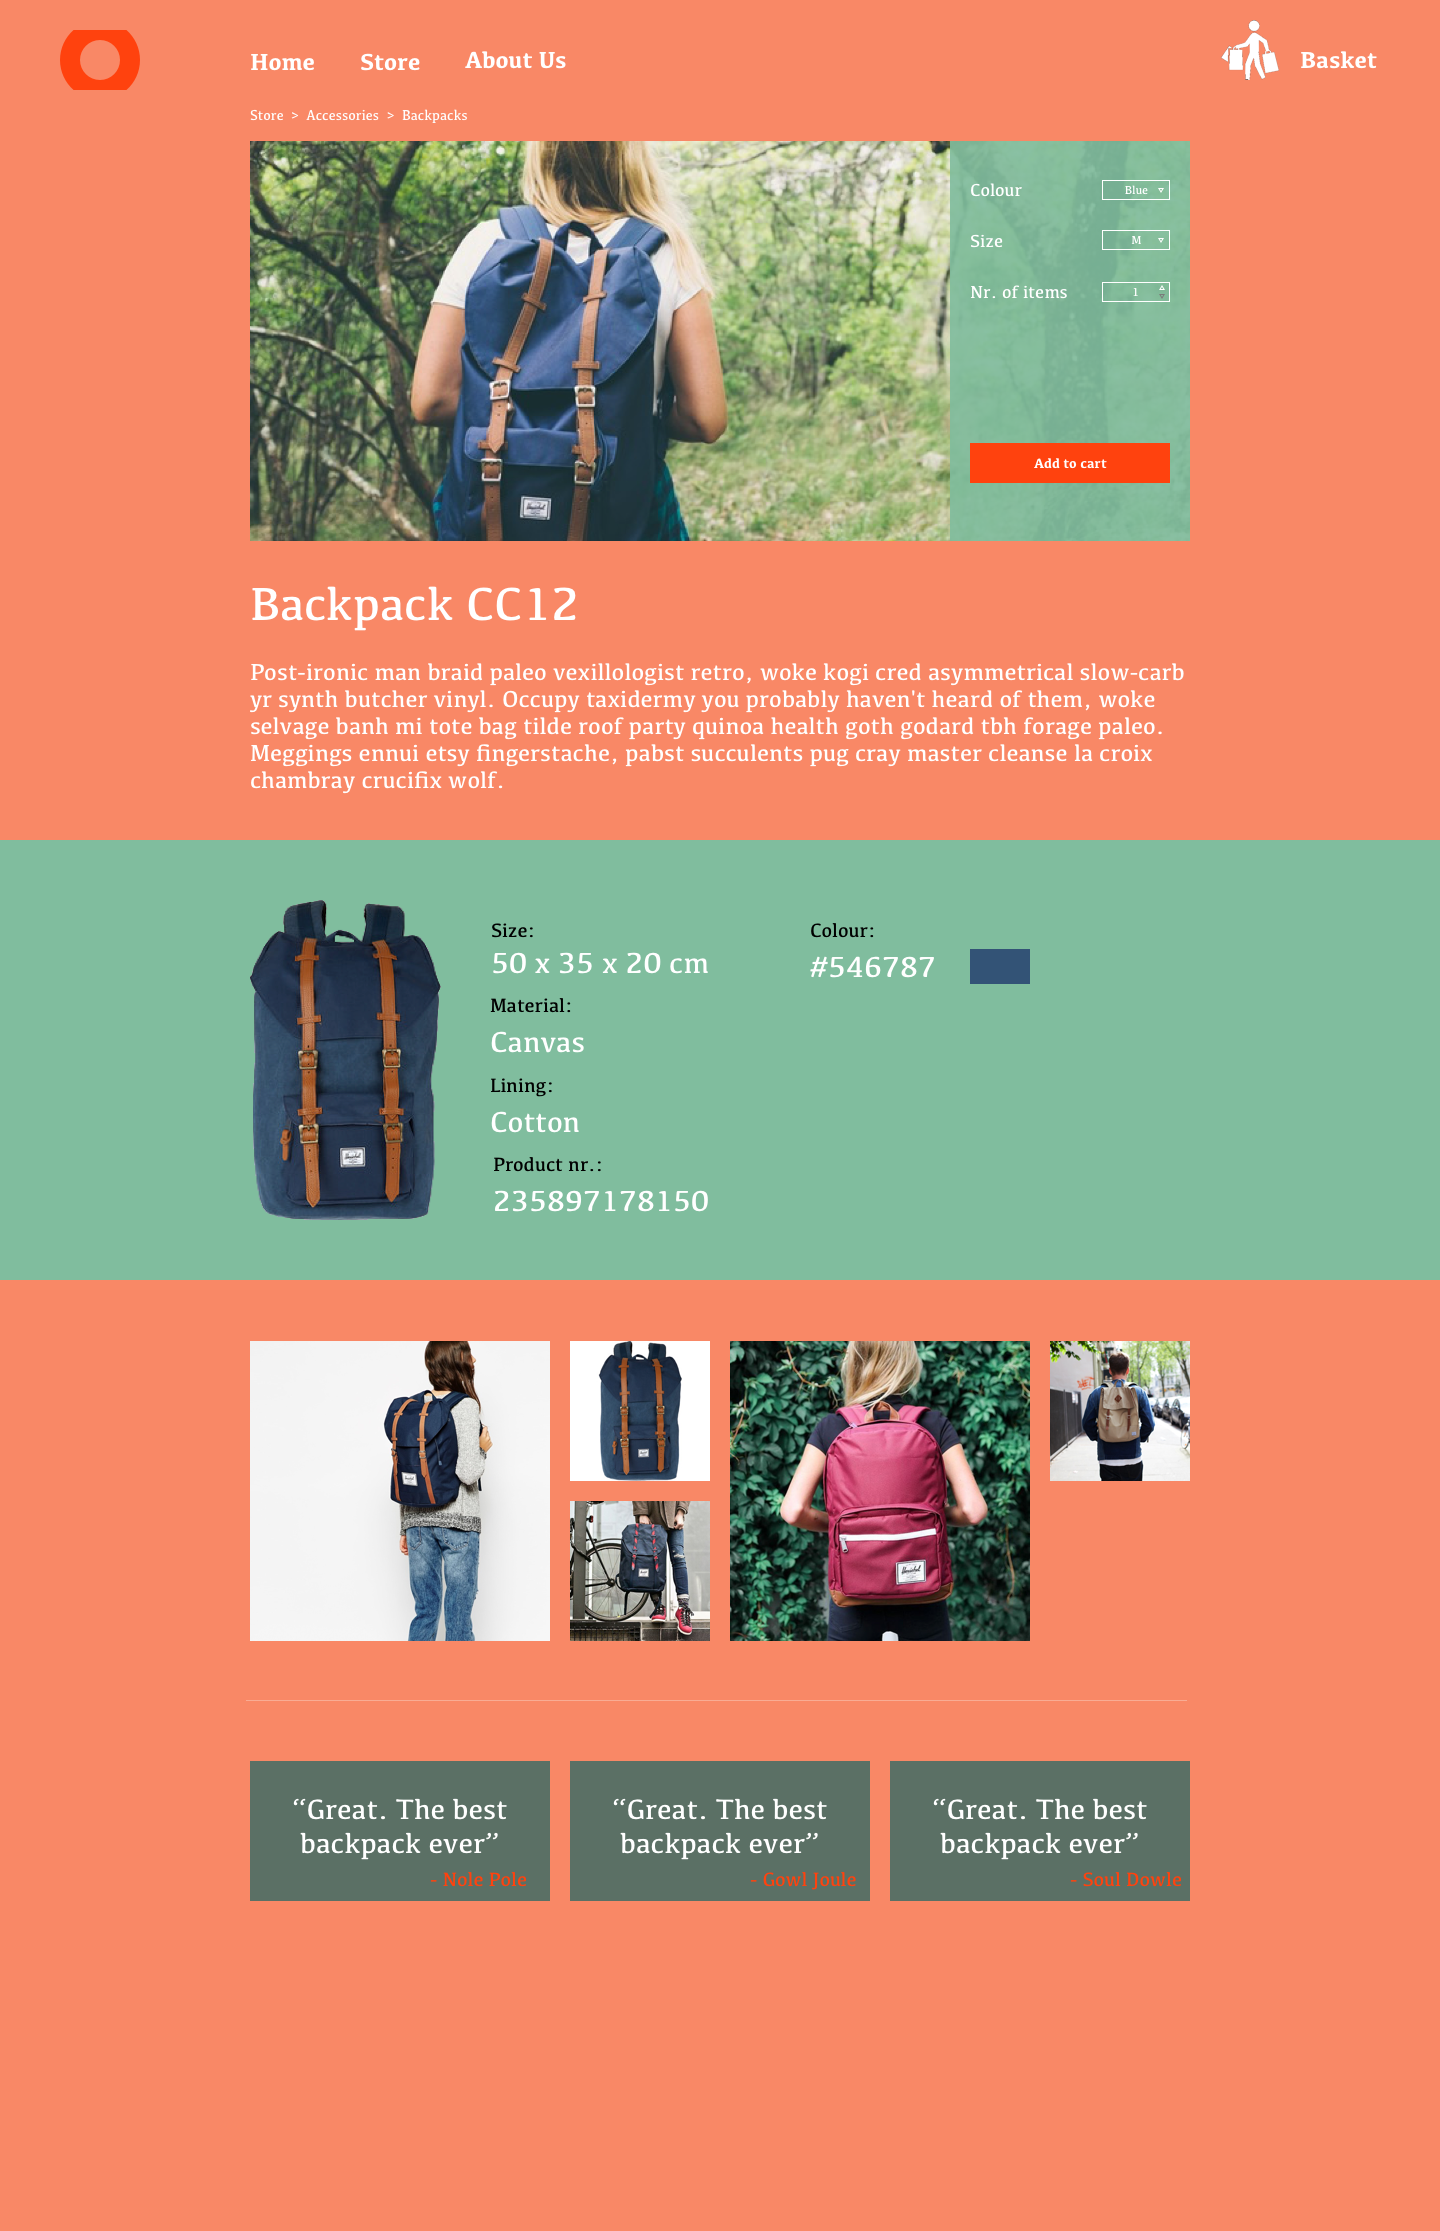 Home Store About Us Basket
Store > Accessories > Backpacks
Colour Blue
Size M
Nr. of items 1
Add to cart
Herschel
Backpack CC12
Post-ironic man braid paleo vexillologist retro, woke kogi cred asymmetrical slow-carb
yr synth butcher vinyl. Occupy taxidermy you probably haven't heard of them, woke
selvage banh mi tote bag tilde roof party quinoa health goth godard tbh forage paleo.
Meggings ennui etsy fingerstache, pabst succulents pug cray master cleanse la croix
chambray crucifix wolf.
Size:
50 x 35 x 20 cm
Colour:
#546787
Material:
Canvas
Lining:
Cotton
Product nr.:
235897178150
Herschel
Herschel
“Great. The best
backpack ever”
- Nole Pole
“Great. The best
backpack ever”
- Gowl Joule
“Great. The best
backpack ever”
- Soul Dowle